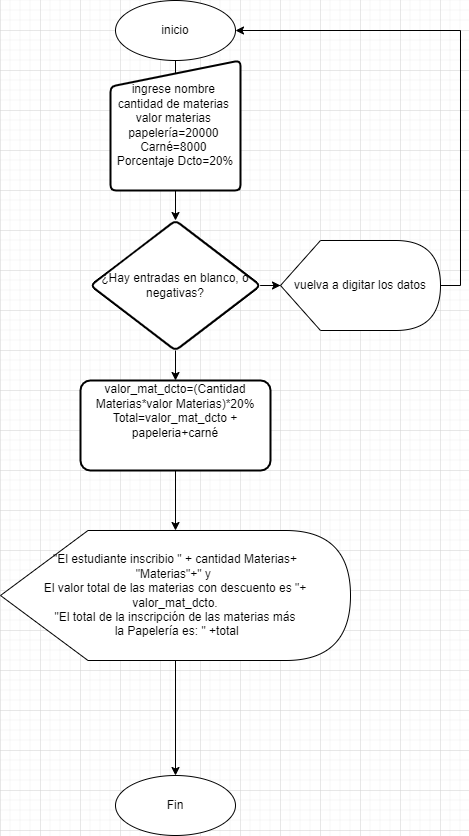 inicio
ingrese nombre
cantidad de materias
valor materias
papelería=20000
Carné=8000
Porcentaje Dcto=20%
¿Hay entradas en blanco, o
negativas?
vuelva a digitar los datos
valor_mat_dcto=(Cantidad
Materias*valor Materias)*20%
Total=valor_mat_dcto +
papeleria+carné
"El estudiante inscribio " + cantidad Materias+
"Materias"+" y
El valor total de las materias con descuento es "+
valor_mat_dcto.
"El total de la inscripción de las materias más
la Papelería es: " +total
Fin